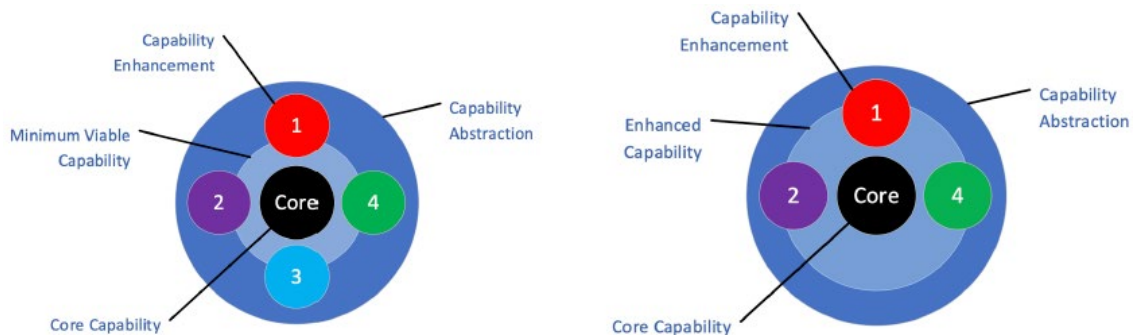 Capability
Enhancement
1
Capability
Abstraction
Minimum Viable
Capability
2
Core
4
3
Core Capability
Capability
Enhancement
1
Capability
Abstraction
Enhanced
Capability
2
Core
4
Core Capability